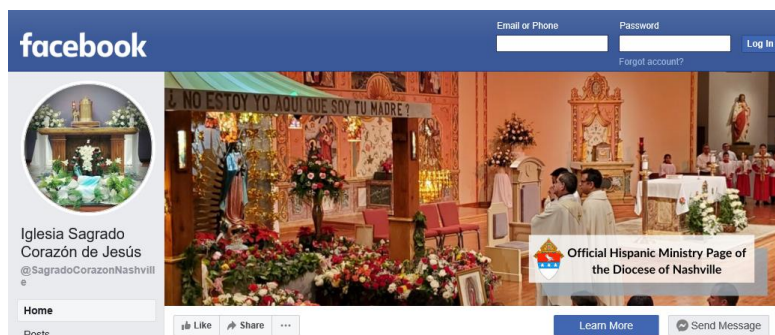 Email or Phone
Password
facebook
Log In
Forgot account?
¿ NO ESTOY YO AQUI QUE SOY TU MADRE ?
Iglesia Sagrado
Corazón de Jesús
@SagradoCorazonNashvill
e
Official Hispanic Ministry Page of
the Diocese of Nashville
Home
Posts
Like
Share
...
Learn More
Send Message